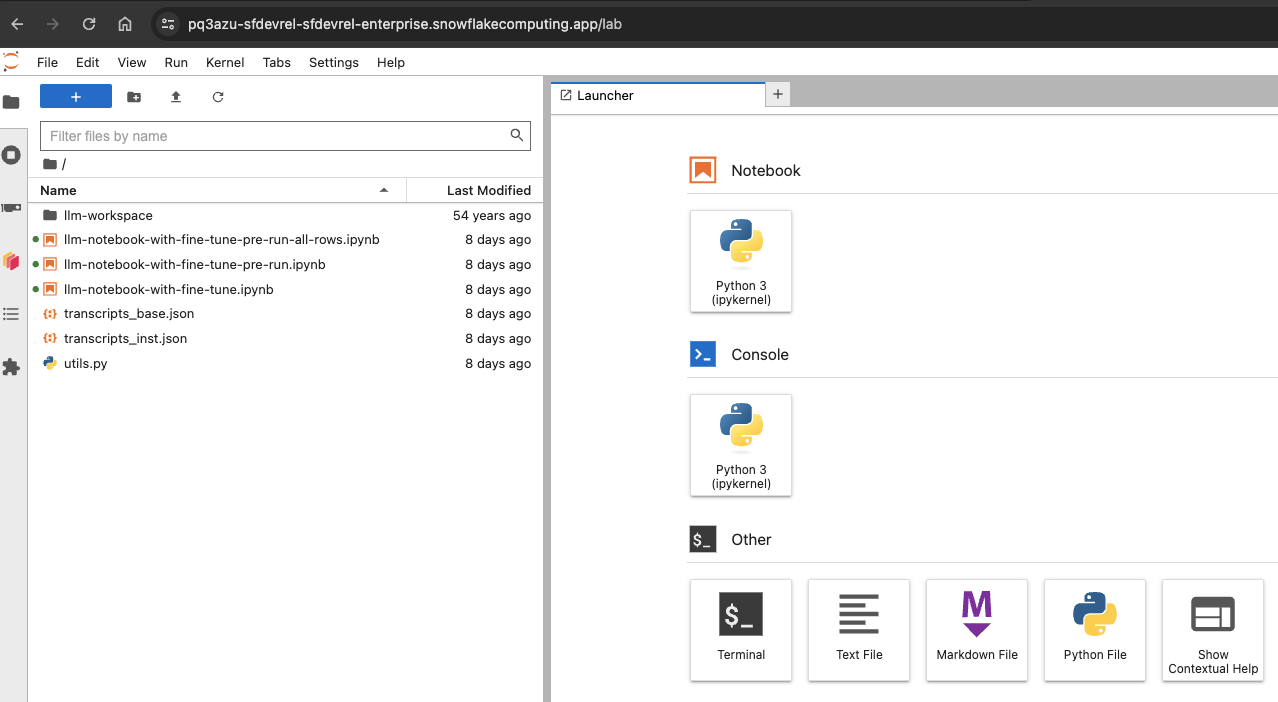 pq3azu-sfdevrel-sfdevrel-enterprise.snowflakecomputing.app/lab
File Edit View Run Kernel Tabs Settings Help
Launcher
Filter files by name
/
Name Last Modified
llm-workspace 54 years ago
llm-notebook-with-fine-tune-pre-run-all-rows.ipynb 8 days ago
llm-notebook-with-fine-tune-pre-run.ipynb 8 days ago
llm-notebook-with-fine-tune.ipynb 8 days ago
transcripts_base.json 8 days ago
transcripts_inst.json 8 days ago
utils.py 8 days ago
Notebook
Python 3
(ipykernel)
Console
Python 3
(ipykernel)
$_ Other
$_
Terminal
Text File
M
Markdown File
Python File
Show
Contextual Help